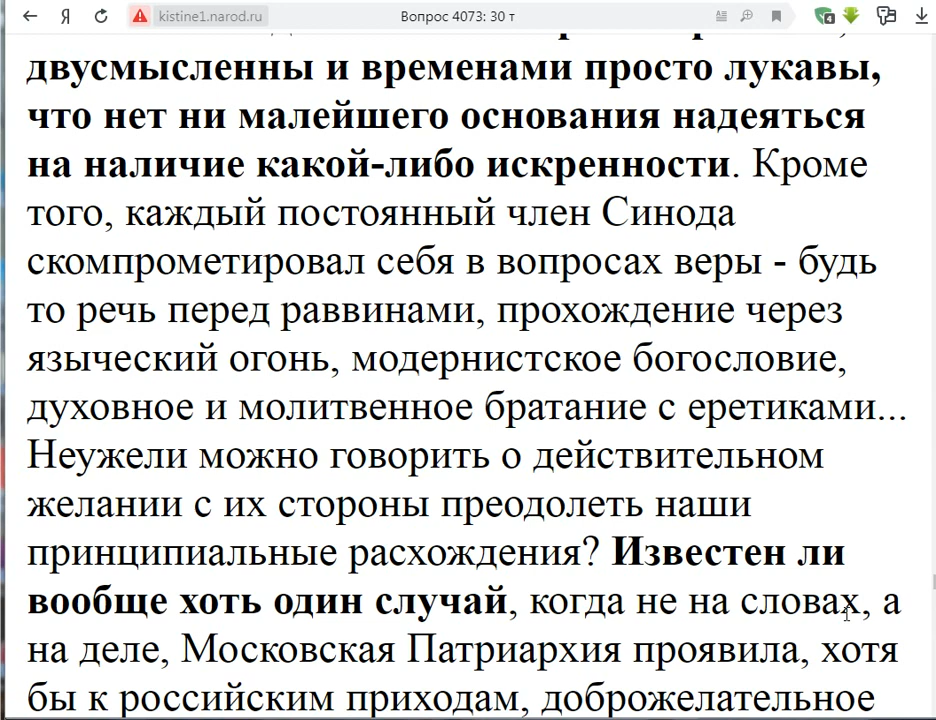 kistine1.narod.ru
Вопрос 4073: 30 т
4
двусмысленны и временами просто лукавы,
что нет ни малейшего основания надеяться
на наличие какой-либо искренности. Кроме
того, каждый постоянный член Синода
скомпрометировал себя в вопросах веры - будь
то речь перед раввинами, прохождение через
языческий огонь, модернистское богословие,
духовное и молитвенное братание с еретиками...
Неужели можно говорить о действительном
желании с их стороны преодолеть наши
принципиальные расхождения? Известен ли
вообще хоть один случай, когда не на словах, а
на деле, Московская Патриархия проявила, хотя
бы к российским приходам, доброжелательное